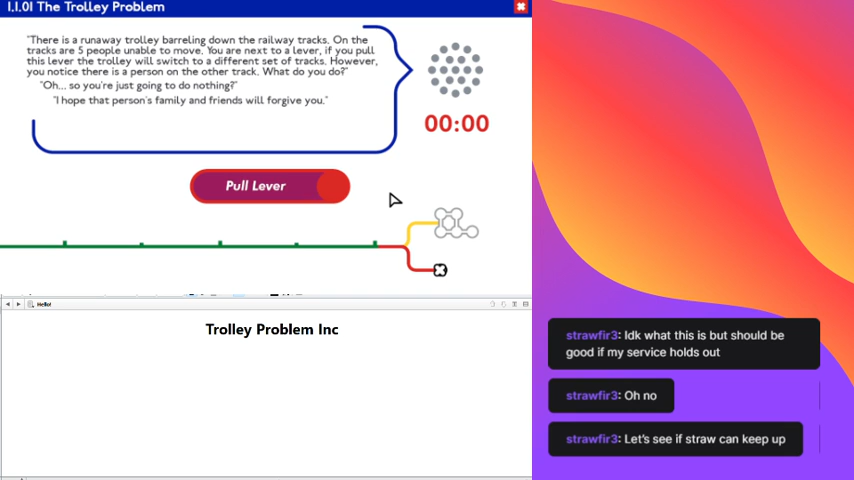 1.1.01 The Trolley Problem
"There is a runaway trolley barreling down the railway tracks. On the
tracks are 5 people unable to move. You are next to a lever, if you pull
this lever the trolley will switch to a different set of tracks. However,
you notice there is a person on the other track. What do you do?"
"Oh... so you're just going to do nothing?"
"I hope that person's family and friends will forgive you."
00:00
Pull Lever
Hello!
Trolley Problem Inc
strawfir3: Idk what this is but should be
good if my service holds out
strawfir3: Oh no
strawfir3: Let's see if straw can keep up